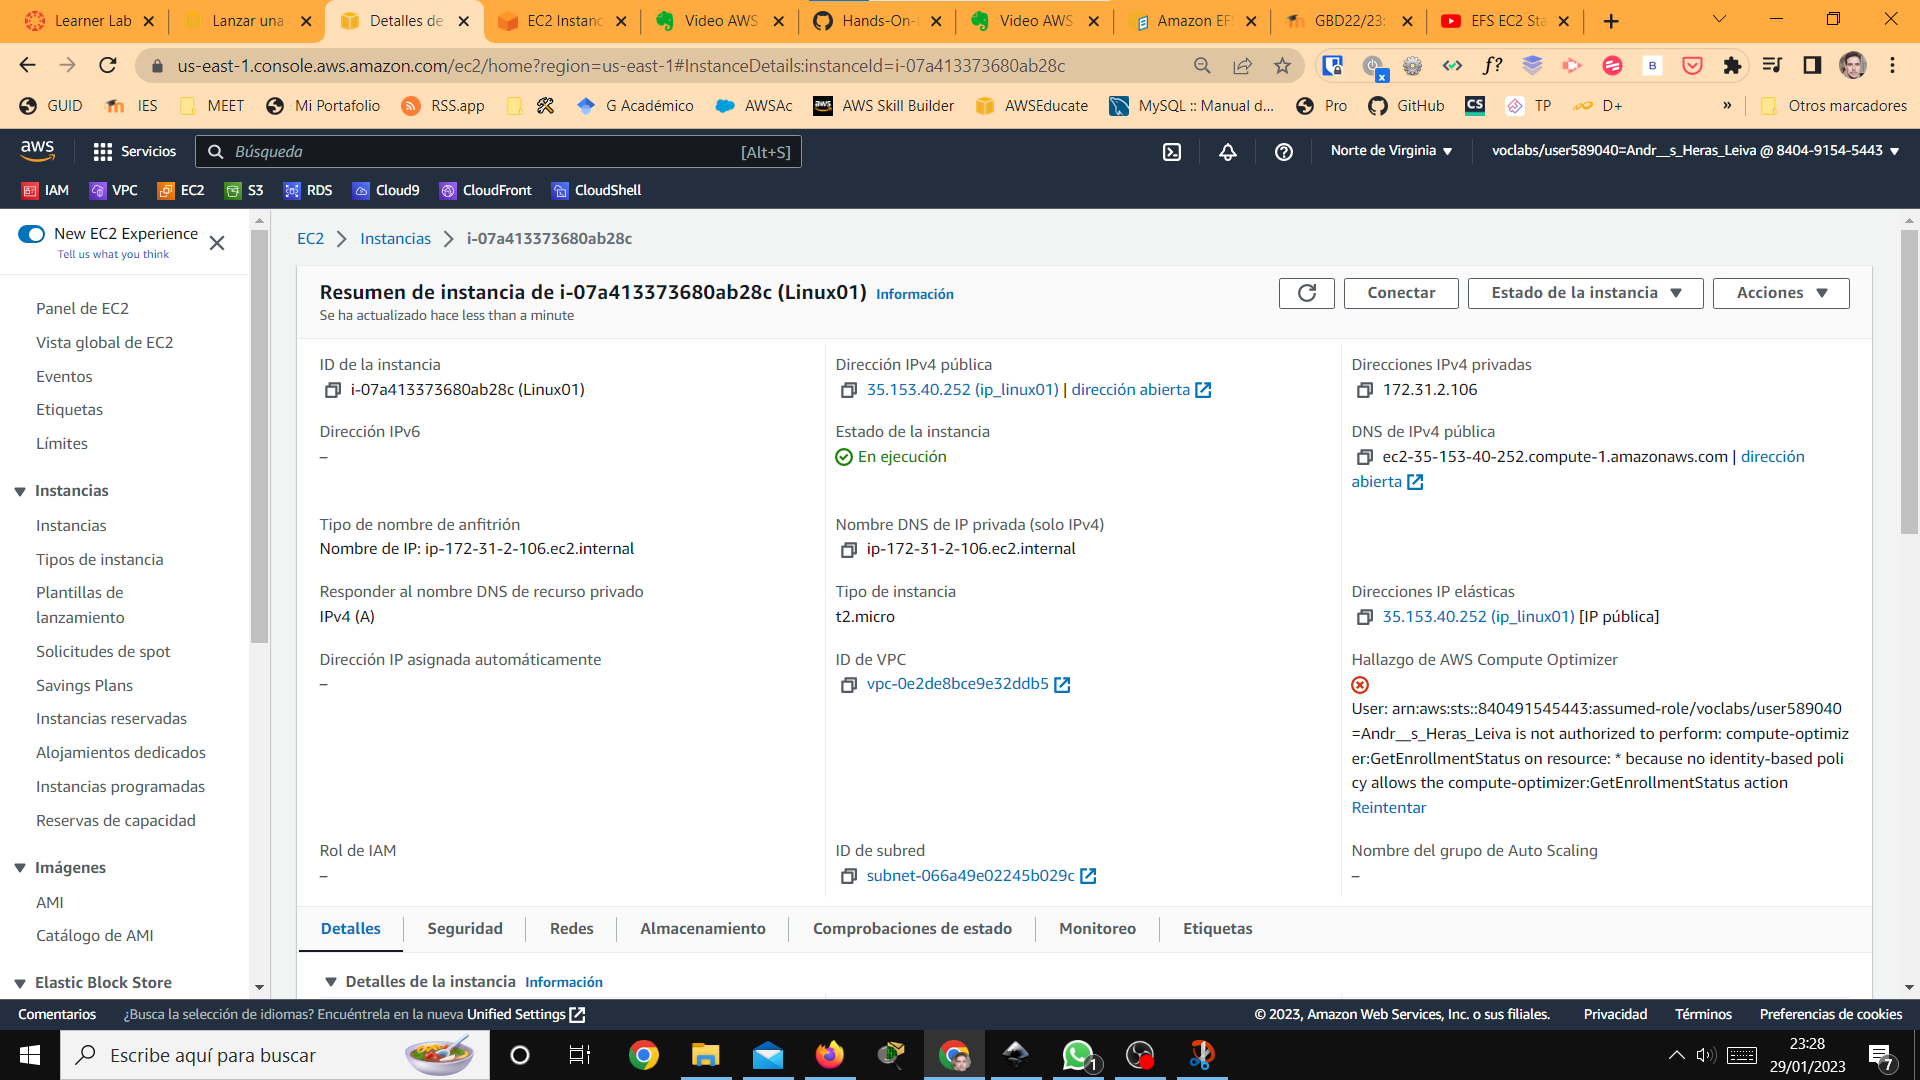 Learner Lab
Lanzar una
Detalles de
EC2 Instanc
Video AWS
Hands-On-
Video AWS
Amazon EF
GBD22/23:
EFS EC2 Sta
us-east-1.console.aws.amazon.com/ec2/home?region=us-east-1#InstanceDetails:instanceId=i-07a413373680ab28c
GUID
IES
MEET
Mi Portafolio
RSS.app
G Académico
AWSAc
AWS Skill Builder
AWSEducate
MySQL :: Manual d...
Pro
GitHub
CS
TP
D+
»
Otros marcadores
aws
Servicios
Búsqueda
[Alt+S]
Norte de Virginia
voclabs/user589040=Andr__s_Heras_Leiva @ 8404-9154-5443
IAM
VPC
EC2
S3
RDS
Cloud9
CloudFront
CloudShell
New EC2 Experience
Tell us what you think
Panel de EC2
Vista global de EC2
Eventos
Etiquetas
Límites
Instancias
Instancias
Tipos de instancia
Plantillas de
lanzamiento
Solicitudes de spot
Savings Plans
Instancias reservadas
Alojamientos dedicados
Instancias programadas
Reservas de capacidad
Imágenes
AMI
Catálogo de AMI
Elastic Block Store
EC2
Instancias
i-07a413373680ab28c
Resumen de instancia de i-07a413373680ab28c (Linux01) Información
Se ha actualizado hace less than a minute
Conectar
Estado de la instancia
Acciones
ID de la instancia
i-07a413373680ab28c (Linux01)
Dirección IPv4 pública
35.153.40.252 (ip_linux01) | dirección abierta
Direcciones IPv4 privadas
172.31.2.106
Dirección IPv6
–
Estado de la instancia
En ejecución
DNS de IPv4 pública
ec2-35-153-40-252.compute-1.amazonaws.com | dirección
abierta
Tipo de nombre de anfitrión
Nombre de IP: ip-172-31-2-106.ec2.internal
Nombre DNS de IP privada (solo IPv4)
ip-172-31-2-106.ec2.internal
Responder al nombre DNS de recurso privado
IPv4 (A)
Tipo de instancia
t2.micro
Direcciones IP elásticas
35.153.40.252 (ip_linux01) [IP pública]
Dirección IP asignada automáticamente
–
ID de VPC
vpc-0e2de8bce9e32ddb5
Hallazgo de AWS Compute Optimizer
User: arn:aws:sts::840491545443:assumed-role/voclabs/user589040
=Andr__s_Heras_Leiva is not authorized to perform: compute-optimiz
er:GetEnrollmentStatus on resource: * because no identity-based poli
cy allows the compute-optimizer:GetEnrollmentStatus action
Reintentar
Rol de IAM
–
ID de subred
subnet-066a49e02245b029c
Nombre del grupo de Auto Scaling
–
Detalles
Seguridad
Redes
Almacenamiento
Comprobaciones de estado
Monitoreo
Etiquetas
Detalles de la instancia Información
Comentarios
¿Busca la selección de idiomas? Encuéntrela en la nueva Unified Settings
© 2023, Amazon Web Services, Inc. o sus filiales.
Privacidad
Términos
Preferencias de cookies
Escribe aquí para buscar
1
23:28
29/01/2023
7